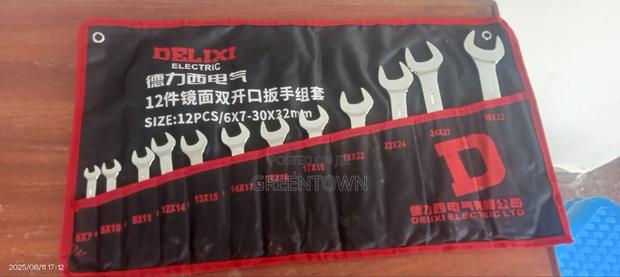 DELIXI
ELECTRIC
德力西电气
12件镜面双开口扳手组套
SIZE:12PCS/6X7-30X32mm
POSTED ON
GREENTOWN
6X7
8X10
9X11
12X14
13X15
14X17
17X19
22X24
24X27
30X32
D
德力西电气有限公司
DELIXI ELECTRIC LTD
2025/08/11 17:12